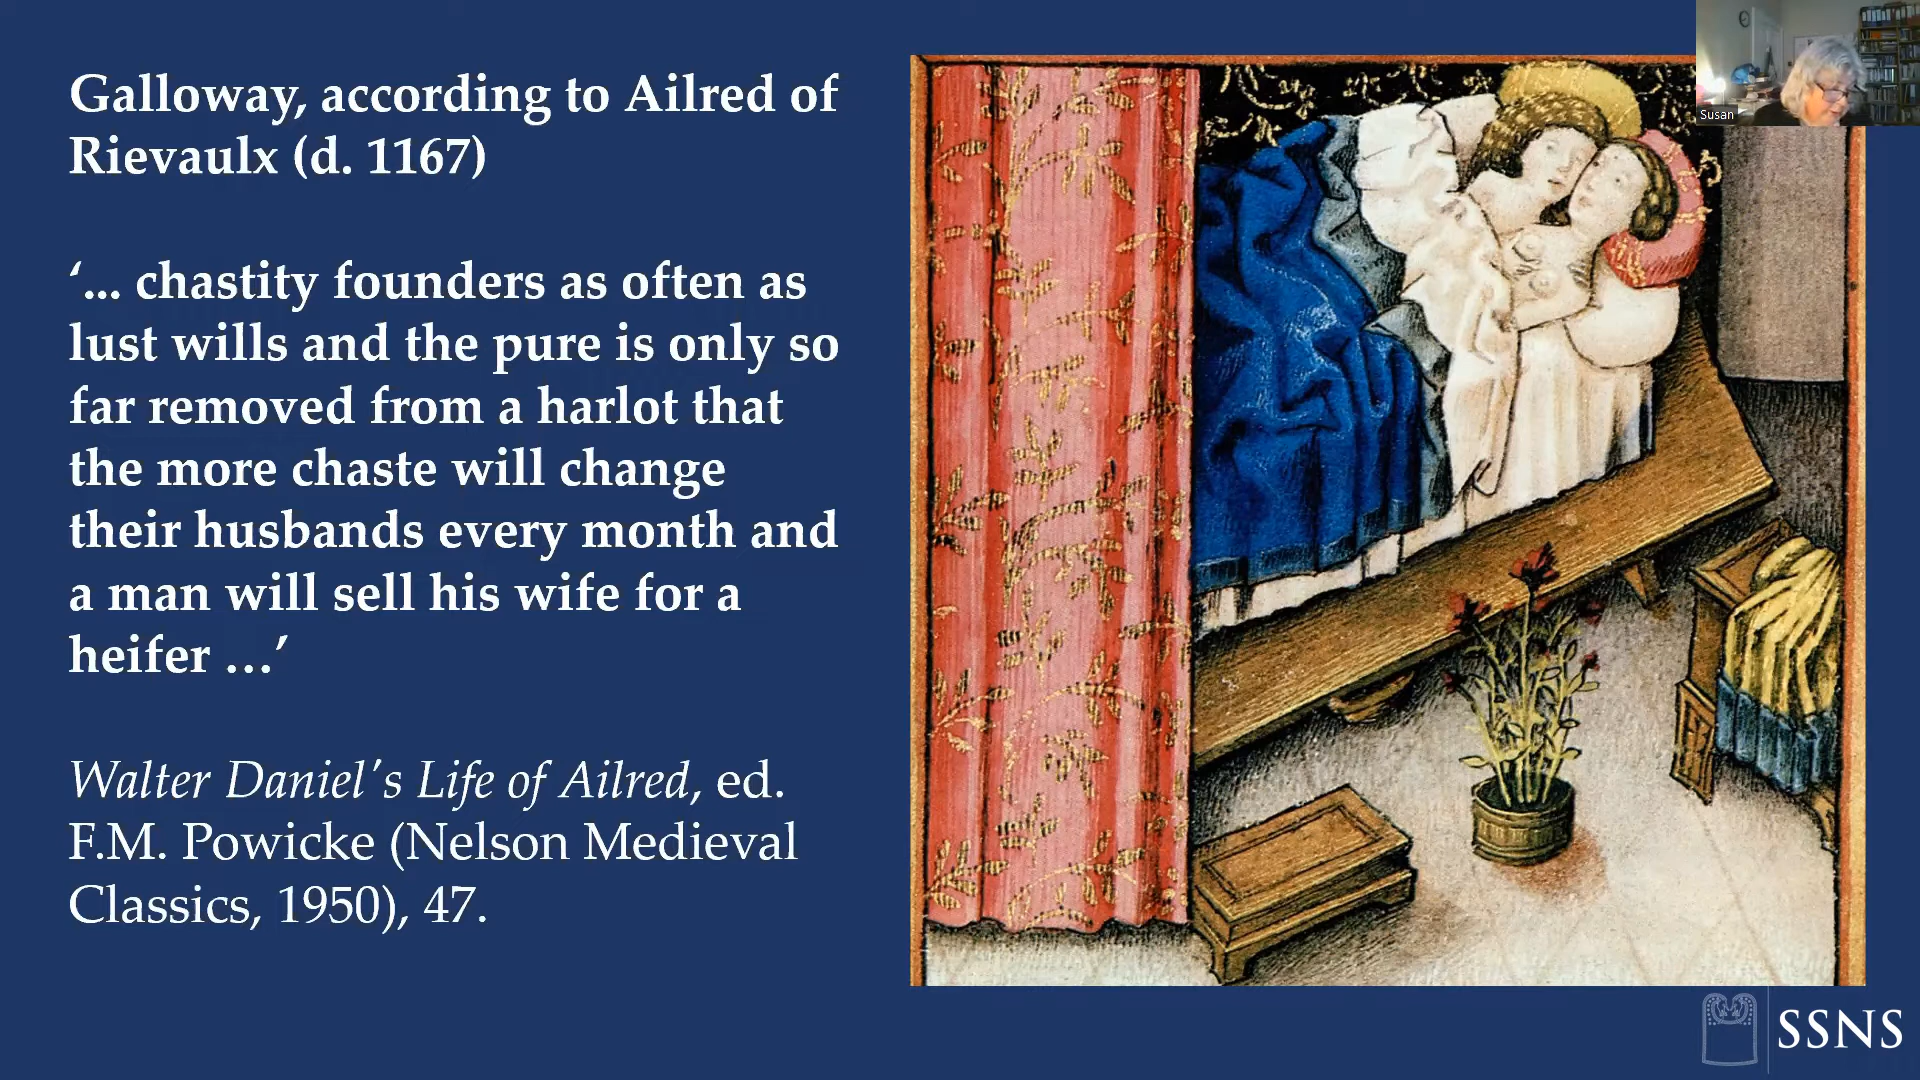 Galloway, according to Ailred of
Rievaulx (d. 1167)
‘... chastity founders as often as
lust wills and the pure is only so
far removed from a harlot that
the more chaste will change
their husbands every month and
a man will sell his wife for a
heifer …’
Walter Daniel's Life of Ailred, ed.
F.M. Powicke (Nelson Medieval
Classics, 1950), 47.
Susan
SSNS